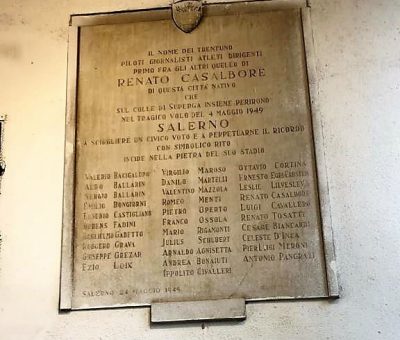 IL NOME DEI TRENTUNO
PILOTI GIORNALISTI ATLETI DIRIGENTI
PRIMO FRA GLI ALTRI QUELLO DI
RENATO CASALBORE
DI QUESTA CITTÀ NATIVO
CHE
SUL COLLE DI SUPERGA INSIEME PERIRONO
NEL TRAGICO VOLO DEL 4 MAGGIO 1949
SALERNO
A SCIOGLIERE UN CIVICO VOTO E A PERPETUARNE IL RICORDO
CON SIMBOLICO RITO
INCIDE NELLA PIETRA DEL SUO STADIO
VALERIO BACIGALUPO
ALDO BALLARIN
DINO BALLARIN
EMILIO BONGIORNI
EUSEBIO CASTIGLIANO
RUBENS FADINI
GUGLIELMO GABETTO
RUGGERO GRAVA
GIUSEPPE GREZAR
EZIO LOIK
VIRGILIO MAROSO
DANILO MARTELLI
VALENTINO MAZZOLA
ROMEO MENTI
PIETRO OPERTO
FRANCO OSSOLA
MARIO RIGAMONTI
JULIUS SCHUBERT
ARNALDO AGNISETTA
ANDREA BONAIUTI
IPPOLITO CIVALLERI
OTTAVIO CORTINA
ERNESTO EGRI ERBSTEIN
LESLIE LIEVESLEY
RENATO CASALBORE
LUIGI CAVALLERO
RENATO TOSATTI
CESARE BIANCARDI
CELESTE D'INCA
PIERLUIGI MERONI
ANTONIO PANGRAZI
SALERNO 24 MAGGIO 1949